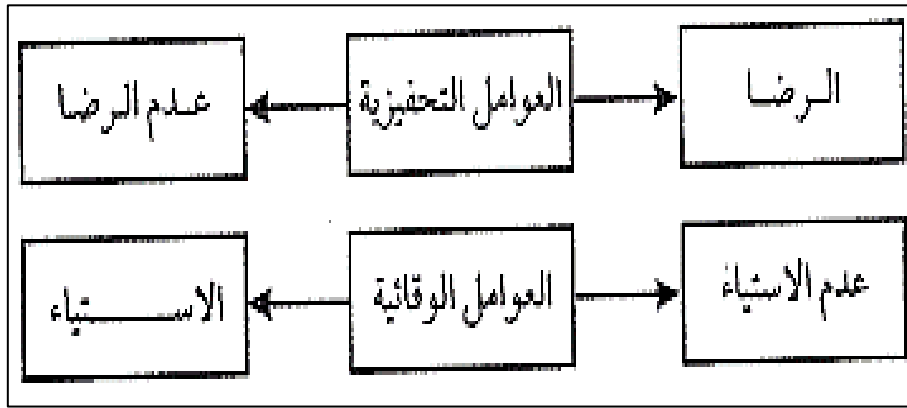 الرضا
العوامل التحفيزية
عدم الرضا
عدم الاستياء
العوامل الوقائية
الاستياء